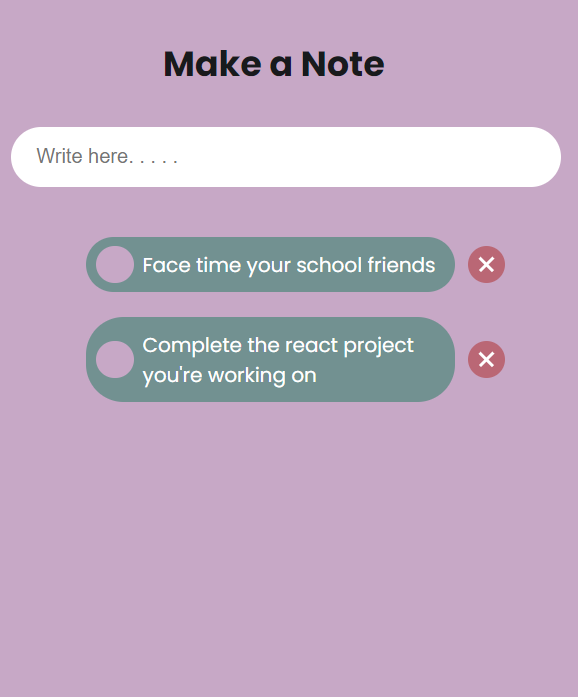 Make a Note
Write here. . . . .
Face time your school friends
Complete the react project
you're working on